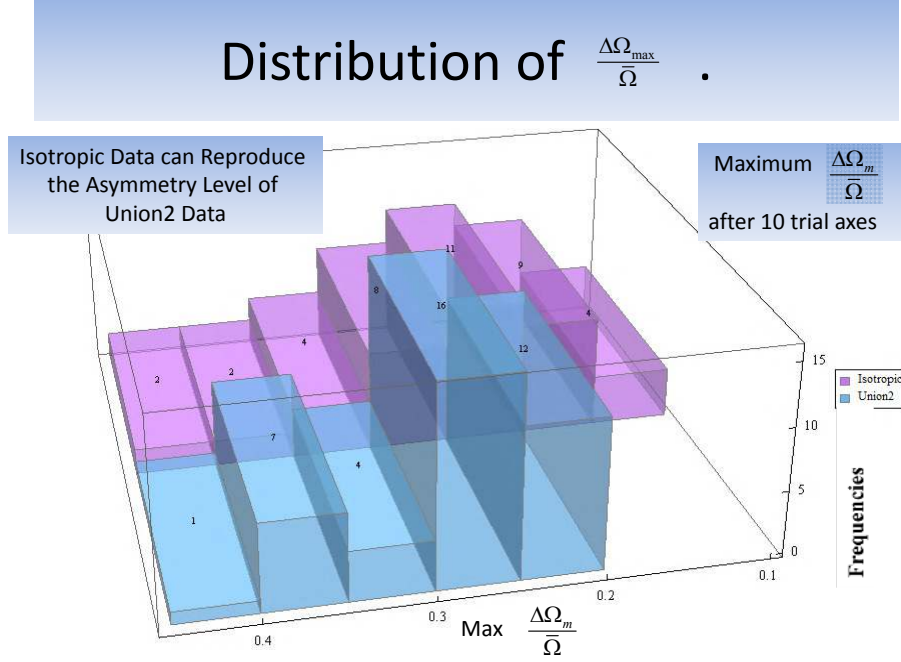 Distribution of ΔΩmax/Ω̄ .
Isotropic Data can Reproduce
the Asymmetry Level of
Union2 Data
Maximum ΔΩm/Ω̄
after 10 trial axes
11
9
8
16
4
4
12
2
2
7
4
1
15
10
5
0
Isotropic
Union2
Frequencies
0.4
0.3
0.2
0.1
Max ΔΩm/Ω̄